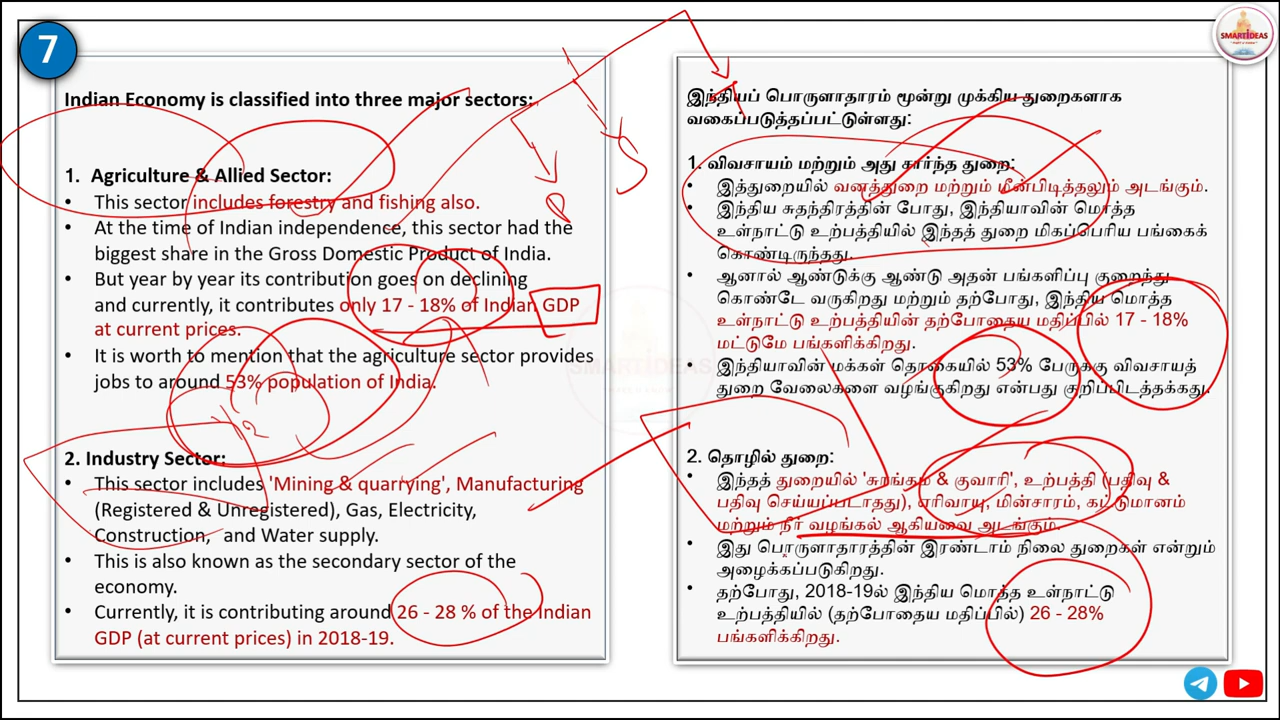 7
SMARTIDEAS
Indian Economy is classified into three major sectors:
1. Agriculture & Allied Sector:
• This sector includes forestry and fishing also.
• At the time of Indian independence, this sector had the
biggest share in the Gross Domestic Product of India.
• But year by year its contribution goes on declining
and currently, it contributes only 17 - 18% of Indian GDP
at current prices.
• It is worth to mention that the agriculture sector provides
jobs to around 53% population of India.
2. Industry Sector:
• This sector includes 'Mining & quarrying', Manufacturing
(Registered & Unregistered), Gas, Electricity,
Construction, and Water supply.
• This is also known as the secondary sector of the
economy.
• Currently, it is contributing around 26 - 28 % of the Indian
GDP (at current prices) in 2018-19.
இந்தியப் பொருளாதாரம் மூன்று முக்கிய துறைகளாக
வகைப்படுத்தப்பட்டுள்ளது:
1. விவசாயம் மற்றும் அது சார்ந்த துறை:
• இத்துறையில் வனத்துறை மற்றும் மீன்பிடித்தலும் அடங்கும்.
• இந்திய சுதந்திரத்தின் போது, இந்தியாவின் மொத்த
உள்நாட்டு உற்பத்தியில் இந்தத் துறை மிகப்பெரிய பங்கைக்
கொண்டிருந்தது.
• ஆனால் ஆண்டுக்கு ஆண்டு அதன் பங்களிப்பு குறைந்து
கொண்டே வருகிறது மற்றும் தற்போது, இந்திய மொத்த
உள்நாட்டு உற்பத்தியின் தற்போதைய மதிப்பில் 17 - 18%
மட்டுமே பங்களிக்கிறது.
• இந்தியாவின் மக்கள் தொகையில் 53% பேருக்கு விவசாயத்
துறை வேலைகளை வழங்குகிறது என்பது குறிப்பிடத்தக்கது.
2. தொழில் துறை:
• இந்தத் துறையில் 'சுரங்கம் & குவாரி', உற்பத்தி (பதிவு &
பதிவு செய்யப்படாதது), எரிவாயு, மின்சாரம், கட்டுமானம்
மற்றும் நீர் வழங்கல் ஆகியவை அடங்கும்.
• இது பொருளாதாரத்தின் இரண்டாம் நிலை துறைகள் என்றும்
அழைக்கப்படுகிறது.
• தற்போது, 2018-19ல் இந்திய மொத்த உள்நாட்டு
உற்பத்தியில் (தற்போதைய மதிப்பில்) 26 - 28%
பங்களிக்கிறது.
SMARTIDEAS